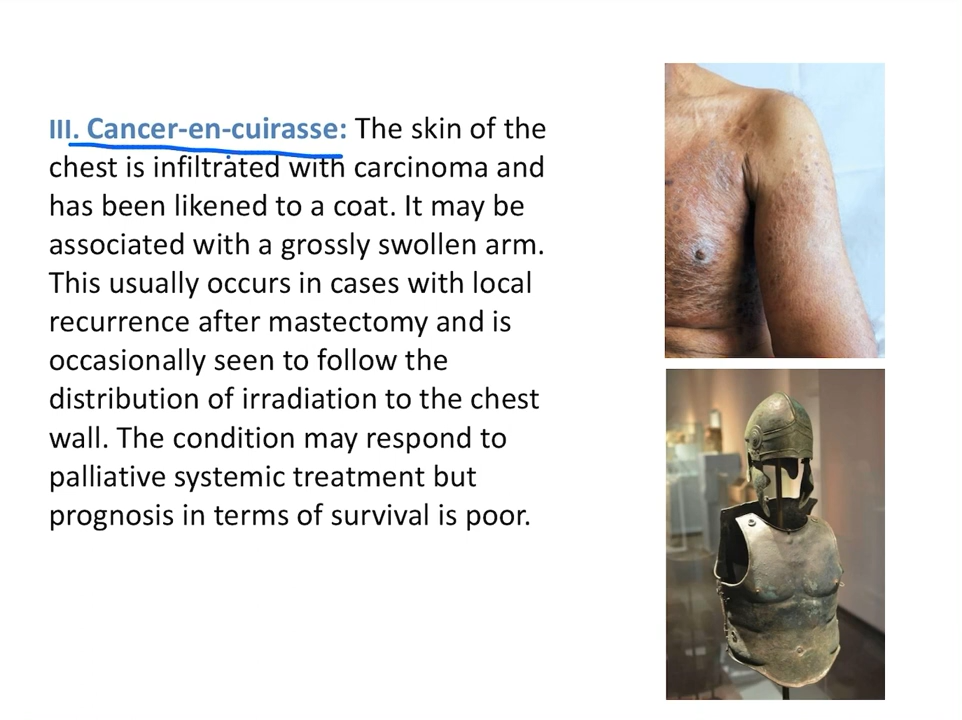 III. Cancer-en-cuirasse: The skin of the
chest is infiltrated with carcinoma and
has been likened to a coat. It may be
associated with a grossly swollen arm.
This usually occurs in cases with local
recurrence after mastectomy and is
occasionally seen to follow the
distribution of irradiation to the chest
wall. The condition may respond to
palliative systemic treatment but
prognosis in terms of survival is poor.